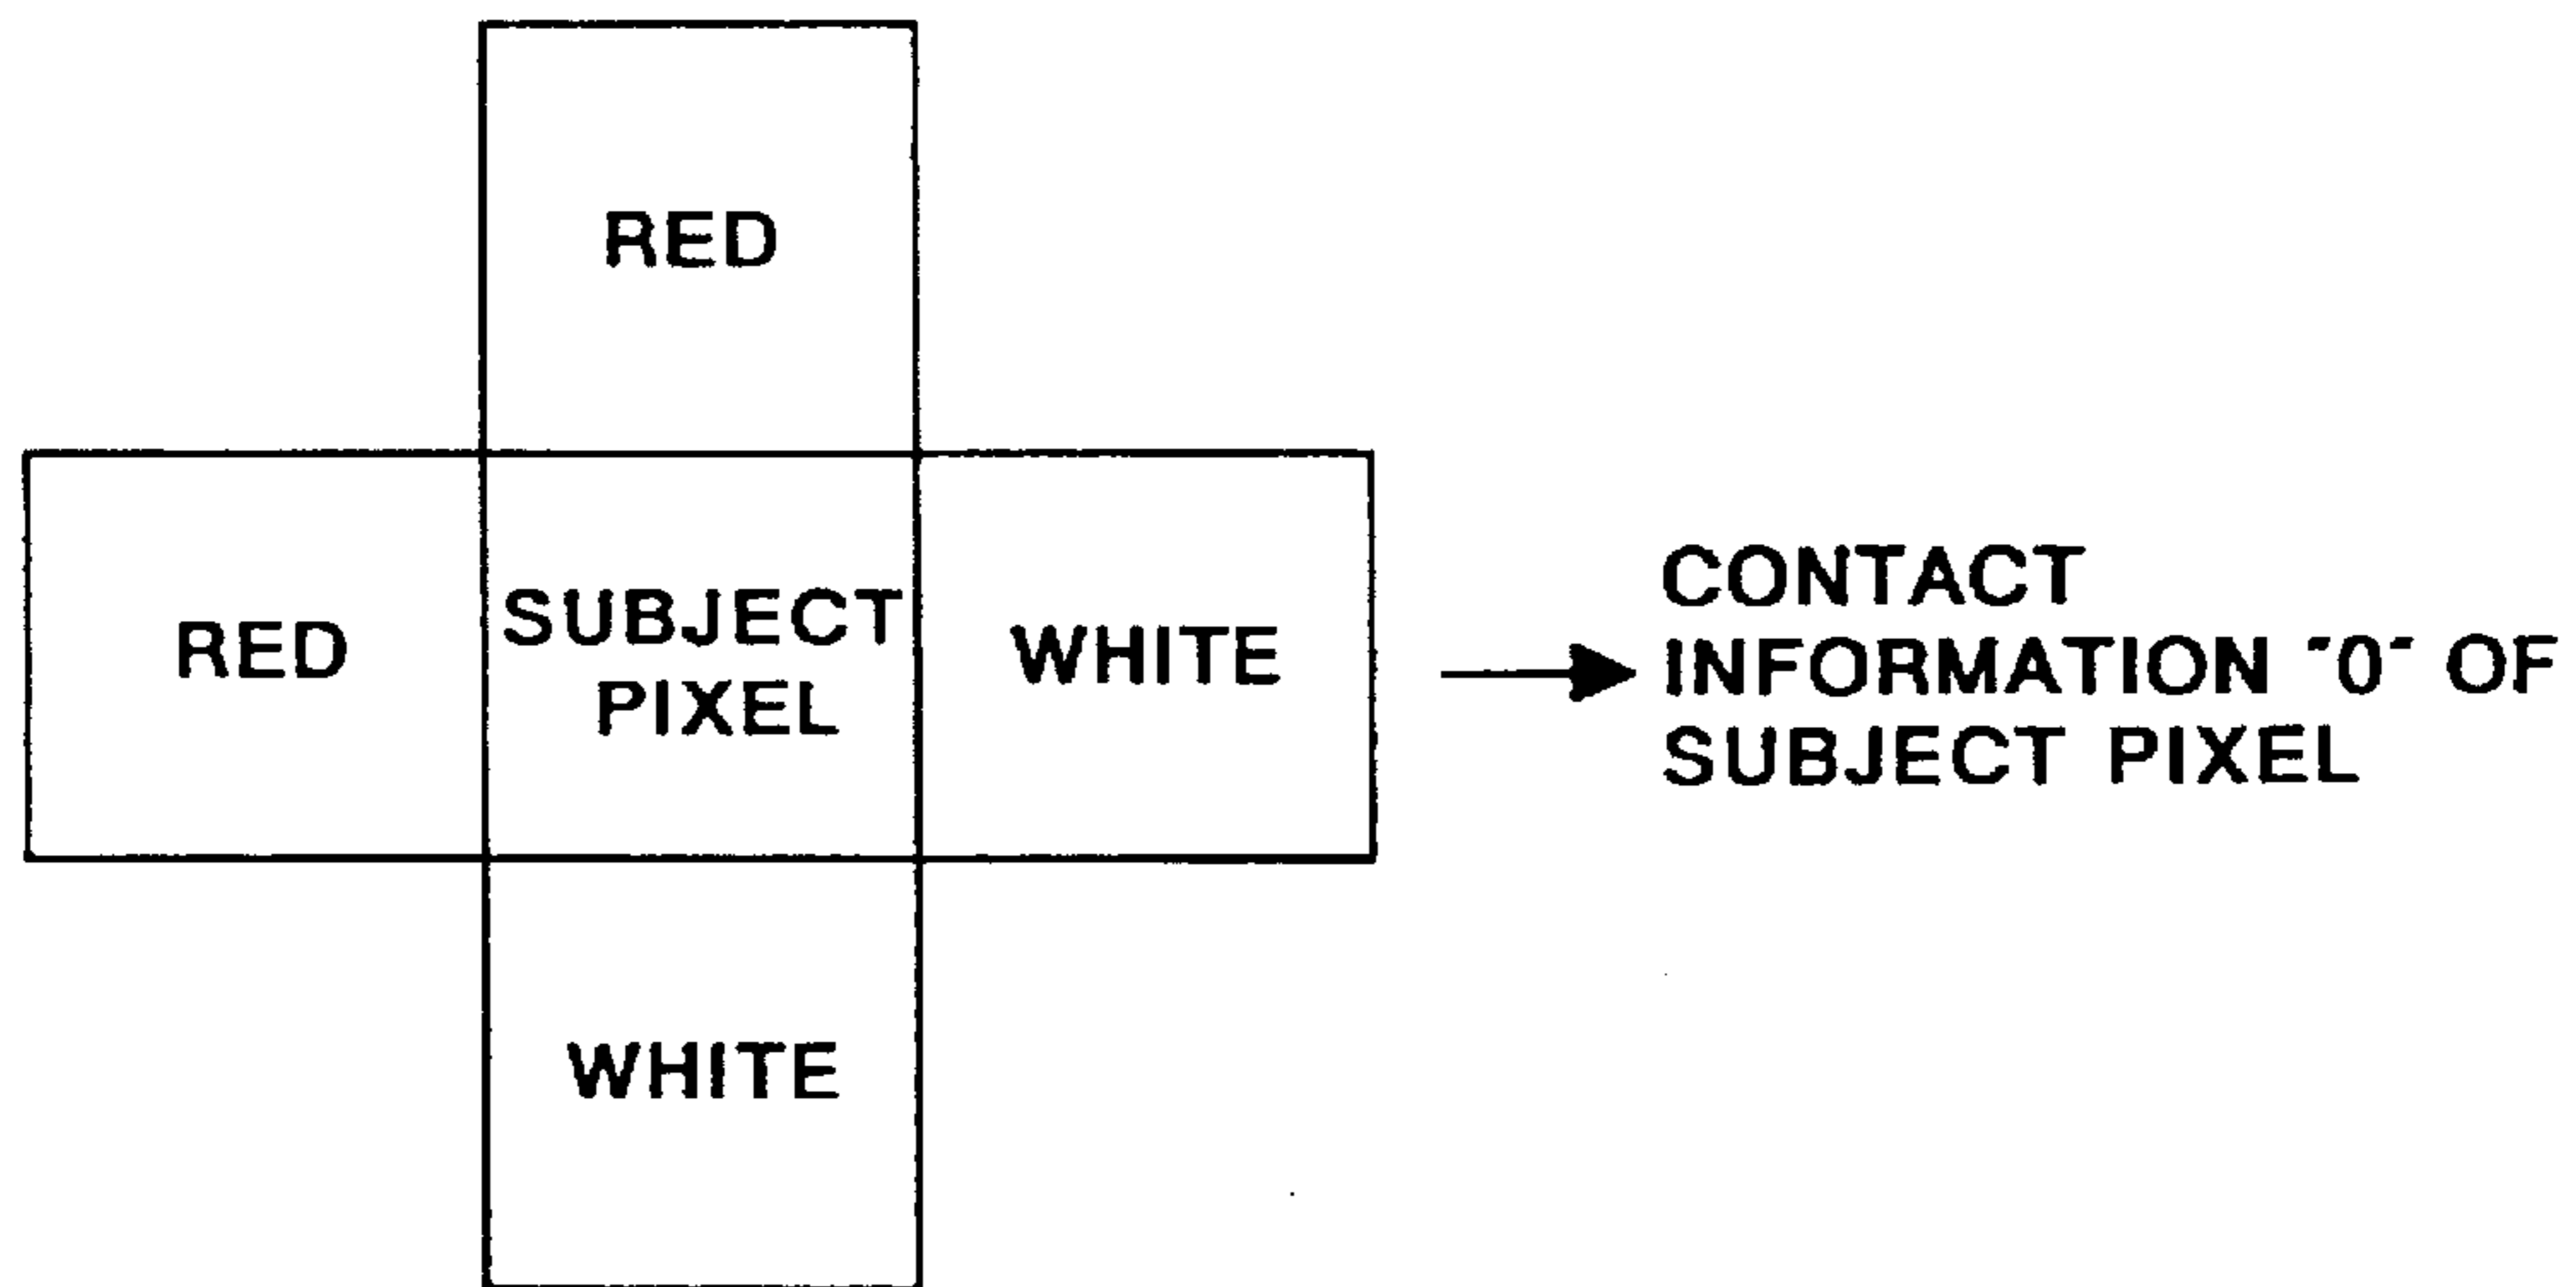 RED
RED
SUBJECT
PIXEL
WHITE
WHITE
CONTACT
INFORMATION "0" OF
SUBJECT PIXEL